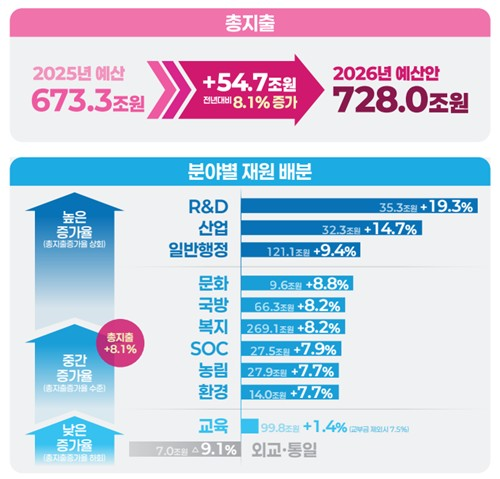 총지출
2025년 예산
673.3조원
+54.7조원
전년대비 8.1% 증가
2026년 예산안
728.0조원
분야별 재원 배분
높은
증가율
(총지출증가율 상회)
R&D 35.3조원 +19.3%
산업 32.3조원 +14.7%
일반행정 121.1조원 +9.4%
문화 9.6조원 +8.8%
국방 66.3조원 +8.2%
복지 269.1조원 +8.2%
총지출
+8.1%
중간
증가율
(총지출증가율 수준)
SOC 27.5조원 +7.9%
농림 27.9조원 +7.7%
환경 14.0조원 +7.7%
낮은
증가율
(총지출증가율 하회)
교육 99.8조원 +1.4% (교부금 제외시 7.5%)
7.0조원 △9.1% 외교·통일